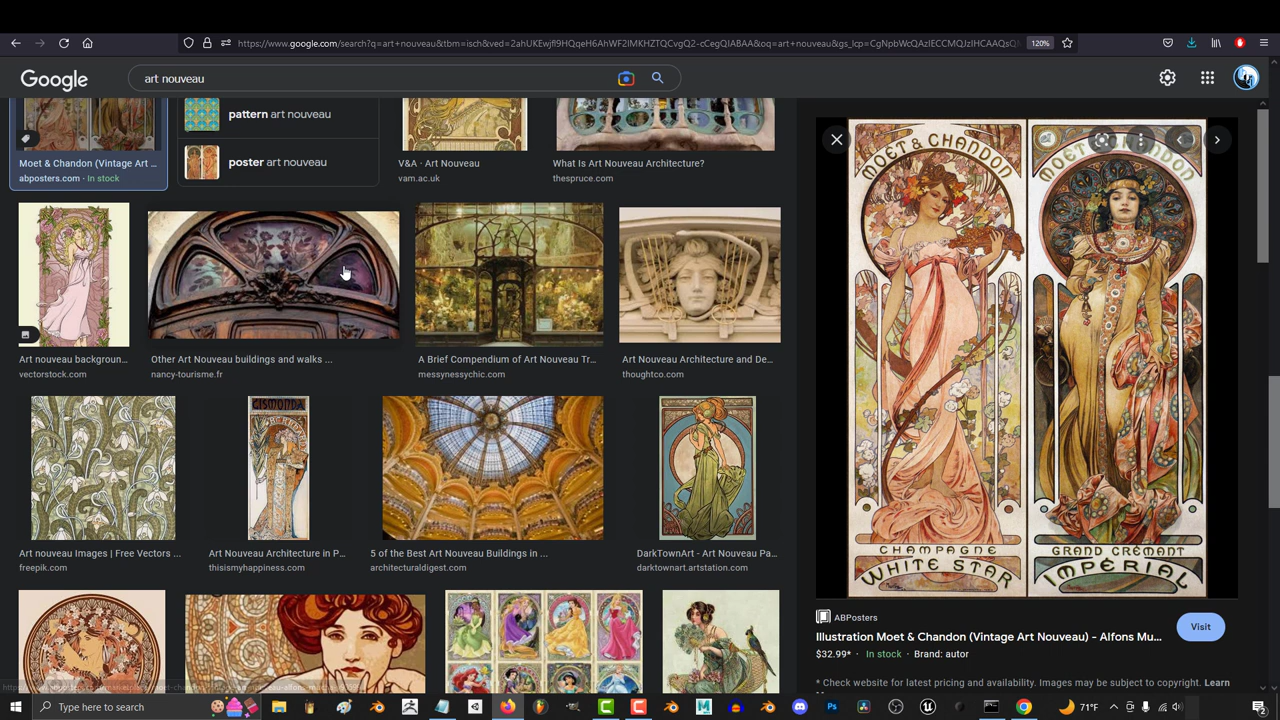 https://www.google.com/search?q=art+nouveau&tbm=isch&ved=2ahUKEwjfl9HQqeH6AhWF2IMKHZTQCvgQ2-cCegQIABAA&oq=art+nouveau&gs_lcp=CgNpbWcQAzIECCMQJzIHCAAQsQ
120%
Google
art nouveau
pattern art nouveau
poster art nouveau
Moet & Chandon (Vintage Art ...
abposters.com - In stock
V&A · Art Nouveau
vam.ac.uk
What Is Art Nouveau Architecture?
thespruce.com
MOËT & CHANDON
MOËT & CHANDON
Art nouveau backgroun...
vectorstock.com
Other Art Nouveau buildings and walks ...
nancy-tourisme.fr
A Brief Compendium of Art Nouveau Tr...
messynessychic.com
Art Nouveau Architecture and De...
thoughtco.com
GISMONDA
Art nouveau Images | Free Vectors ...
freepik.com
Art Nouveau Architecture in P...
thisismyhappiness.com
5 of the Best Art Nouveau Buildings in ...
architecturaldigest.com
DarkTownArt - Art Nouveau Pa...
darktownart.artstation.com
CHAMPAGNE
WHITE STAR
GRAND CRÉMANT
IMPÉRIAL
ABPosters
Illustration Moet & Chandon (Vintage Art Nouveau) - Alfons Mu...
Visit
$32.99* · In stock · Brand: autor
* Check website for latest pricing and availability. Images may be subject to copyright. Learn
Type here to search
71°F
2